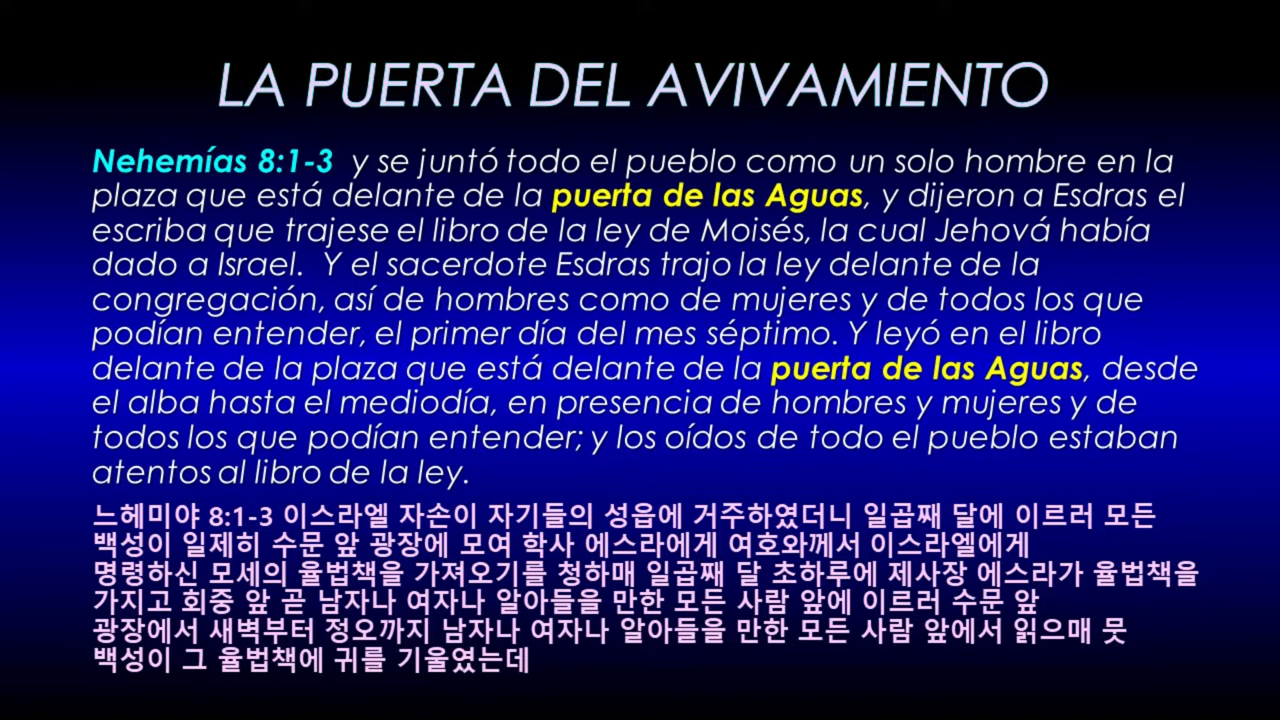 LA PUERTA DEL AVIVAMIENTO
Nehemías 8:1-3 y se juntó todo el pueblo como un solo hombre en la
plaza que está delante de la puerta de las Aguas, y dijeron a Esdras el
escriba que trajese el libro de la ley de Moisés, la cual Jehová había
dado a Israel. Y el sacerdote Esdras trajo la ley delante de la
congregación, así de hombres como de mujeres y de todos los que
podían entender, el primer día del mes séptimo. Y leyó en el libro
delante de la plaza que está delante de la puerta de las Aguas, desde
el alba hasta el mediodía, en presencia de hombres y mujeres y de
todos los que podían entender; y los oídos de todo el pueblo estaban
atentos al libro de la ley.
느헤미야 8:1-3 이스라엘 자손이 자기들의 성읍에 거주하였더니 일곱째 달에 이르러 모든
백성이 일제히 수문 앞 광장에 모여 학사 에스라에게 여호와께서 이스라엘에게
명령하신 모세의 율법책을 가져오기를 청하매 일곱째 달 초하루에 제사장 에스라가 율법책을
가지고 회중 앞 곧 남자나 여자나 알아들을 만한 모든 사람 앞에 이르러 수문 앞
광장에서 새벽부터 정오까지 남자나 여자나 알아들을 만한 모든 사람 앞에서 읽으매 뭇
백성이 그 율법책에 귀를 기울였는데